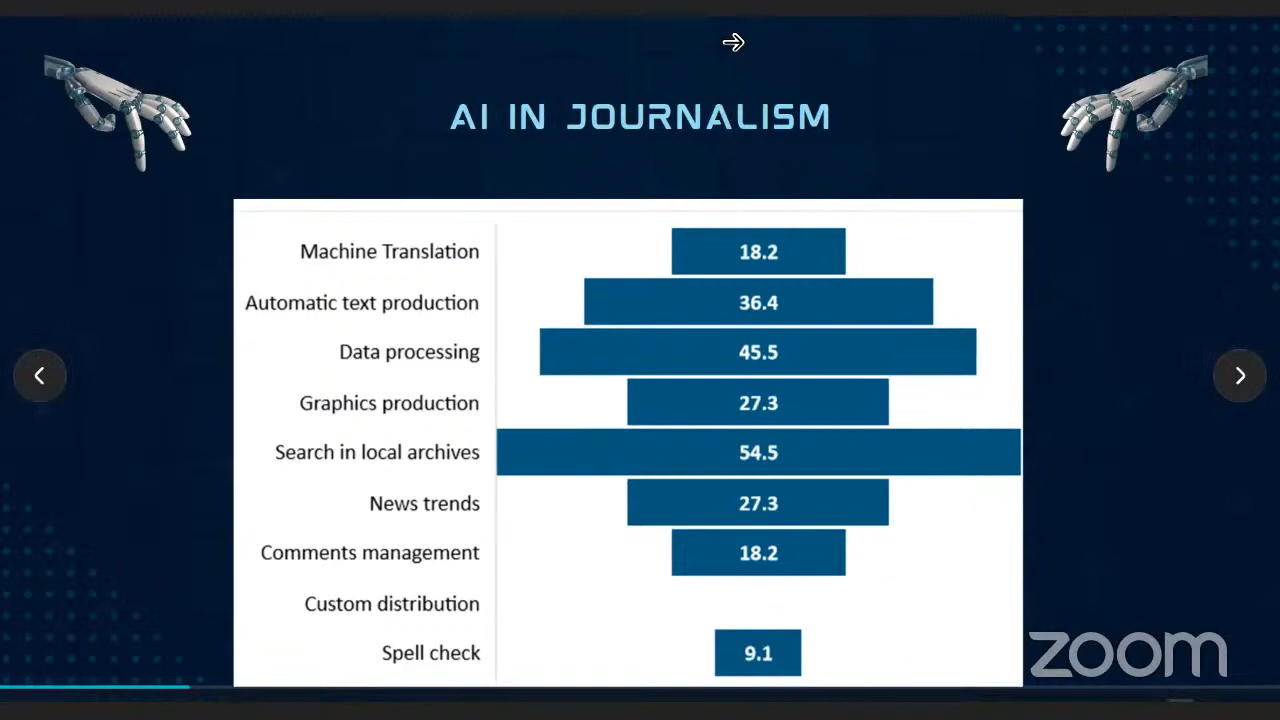 AI IN JOURNALISM
Machine Translation 18.2
Automatic text production 36.4
Data processing 45.5
Graphics production 27.3
Search in local archives 54.5
News trends 27.3
Comments management 18.2
Custom distribution
Spell check 9.1
zoom